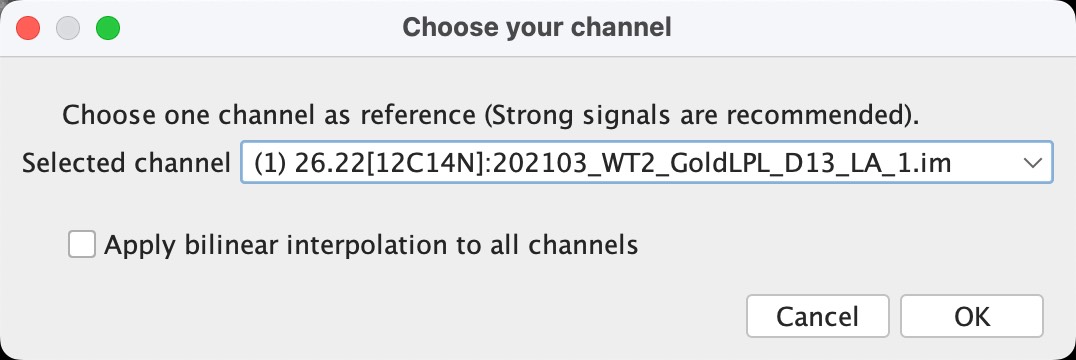 Choose your channel
Choose one channel as reference (Strong signals are recommended).
Selected channel (1) 26.22[12C14N]:202103_WT2_GoldLPL_D13_LA_1.im
Apply bilinear interpolation to all channels
Cancel OK